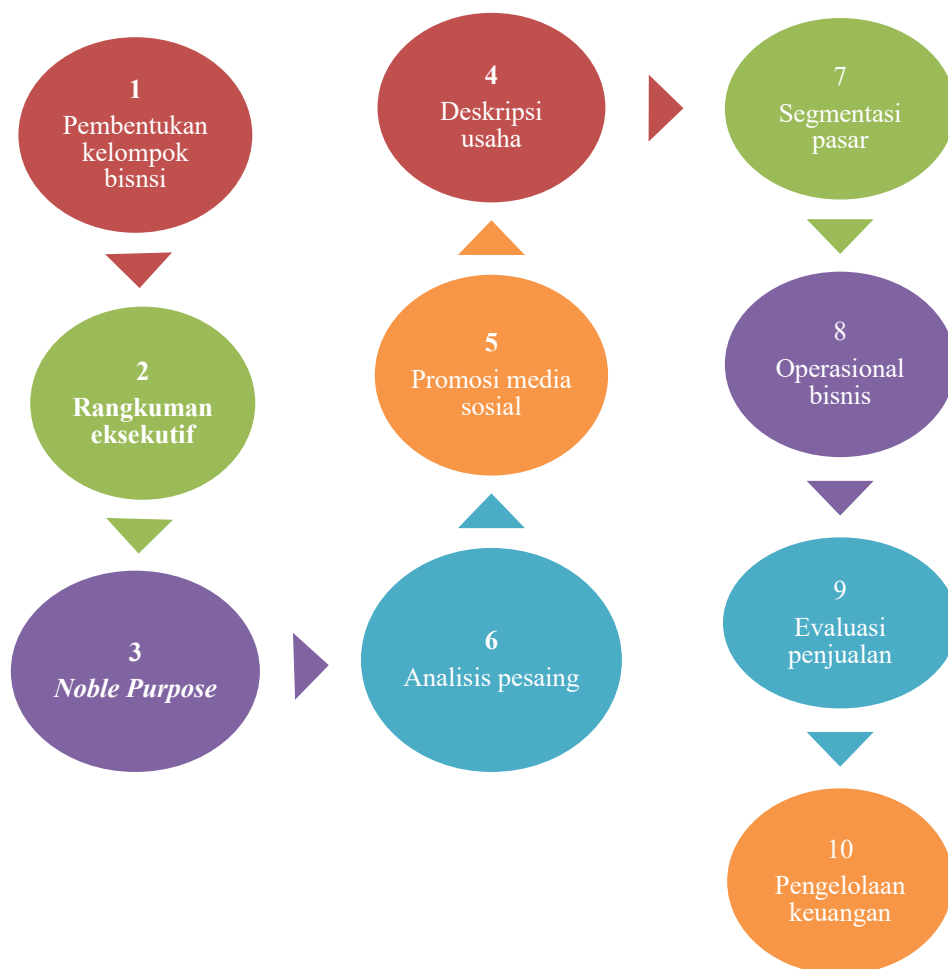 1
Pembentukan
kelompok
bisnsi
2
Rangkuman
eksekutif
3
Noble Purpose
4
Deskripsi
usaha
5
Promosi media
sosial
6
Analisis pesaing
7
Segmentasi
pasar
8
Operasional
bisnis
9
Evaluasi
penjualan
10
Pengelolaan
keuangan